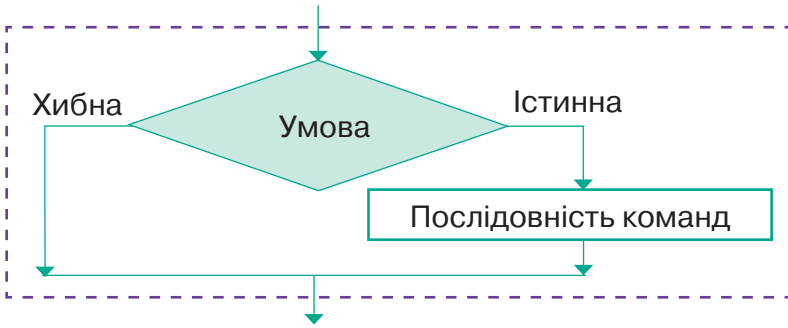 Хибна
Істинна
Умова
Послідовність команд